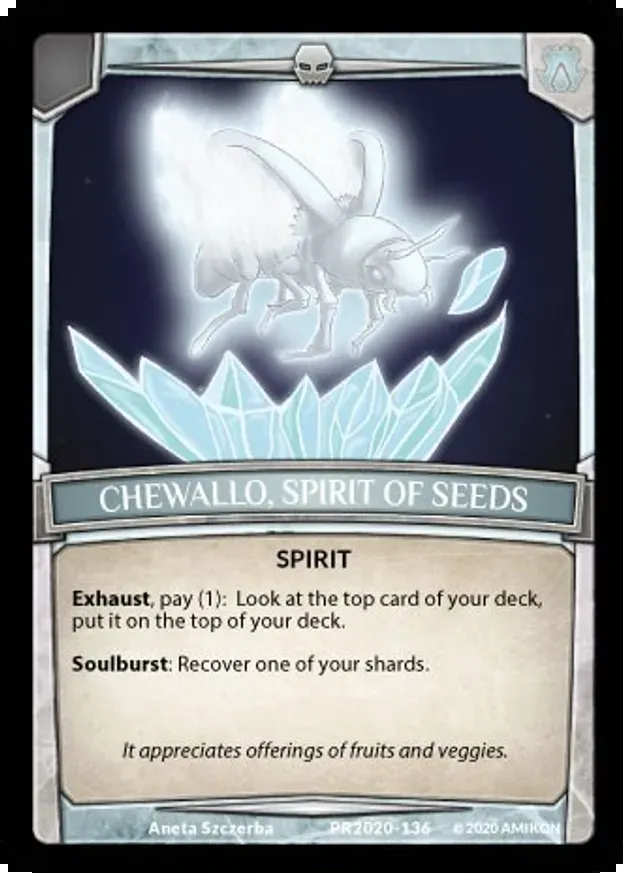 CHEWALLO, SPIRIT OF SEEDS
SPIRIT
Exhaust, pay (1): Look at the top card of your deck,
put it on the top of your deck.
Soulburst: Recover one of your shards.
It appreciates offerings of fruits and veggies.
Aneta Szczerba PR2020-136 ©2020 AMIKON